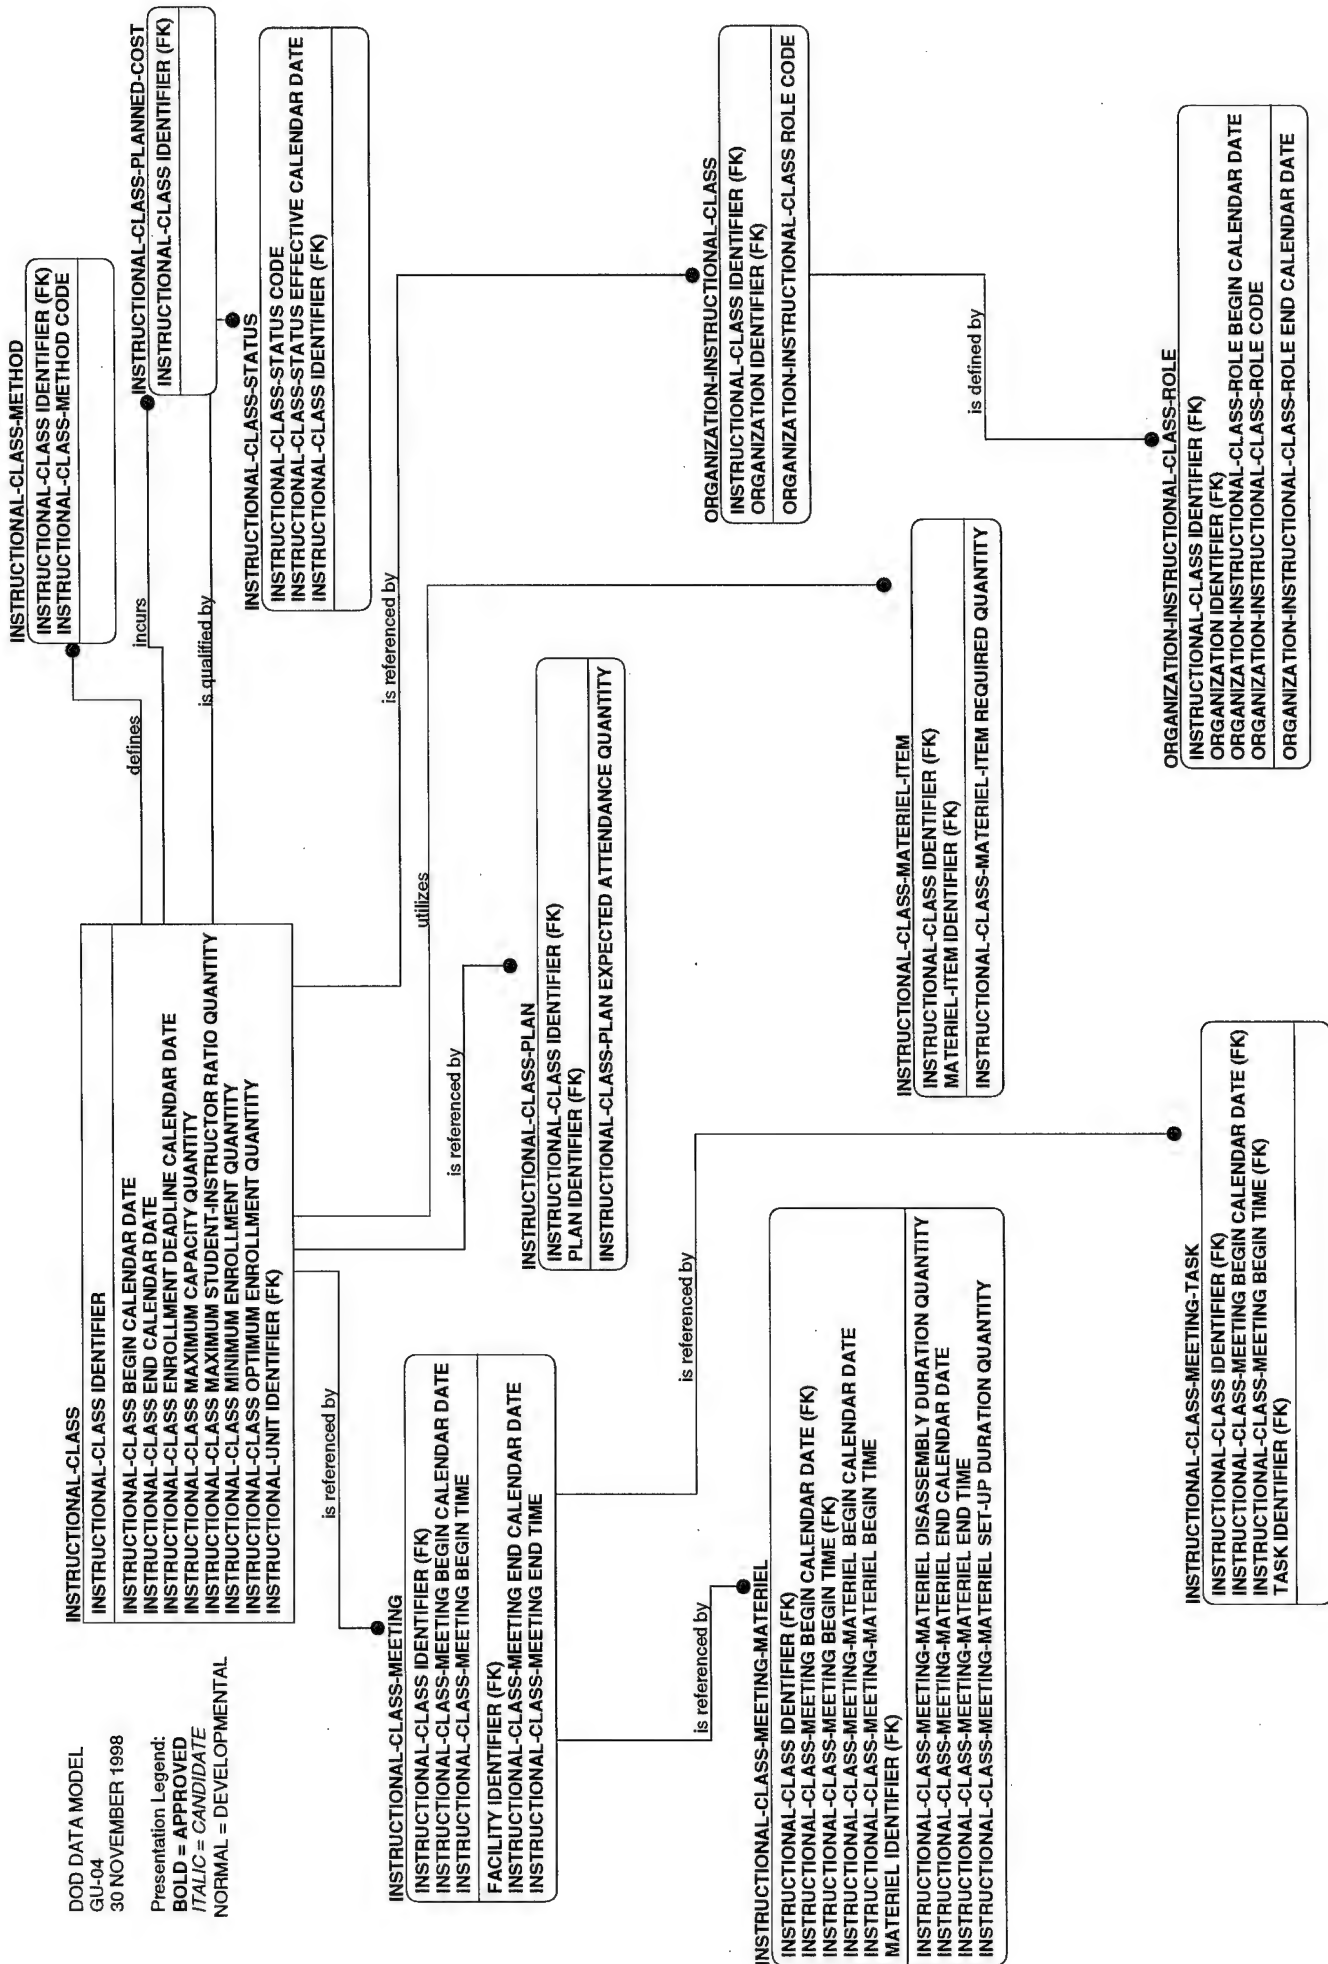 DOD DATA MODEL
GU-04
30 NOVEMBER 1998
Presentation Legend:
BOLD = APPROVED
ITALIC = CANDIDATE
NORMAL = DEVELOPMENTAL
INSTRUCTIONAL-CLASS
INSTRUCTIONAL-CLASS IDENTIFIER
INSTRUCTIONAL-CLASS BEGIN CALENDAR DATE
INSTRUCTIONAL-CLASS END CALENDAR DATE
INSTRUCTIONAL-CLASS ENROLLMENT DEADLINE CALENDAR DATE
INSTRUCTIONAL-CLASS MAXIMUM CAPACITY QUANTITY
INSTRUCTIONAL-CLASS MAXIMUM STUDENT-INSTRUCTOR RATIO QUANTITY
INSTRUCTIONAL-CLASS MINIMUM ENROLLMENT QUANTITY
INSTRUCTIONAL-CLASS OPTIMUM ENROLLMENT QUANTITY
INSTRUCTIONAL-UNIT IDENTIFIER (FK)
defines
incurs
is qualified by
INSTRUCTIONAL-CLASS-METHOD
INSTRUCTIONAL-CLASS IDENTIFIER (FK)
INSTRUCTIONAL-CLASS-METHOD CODE
INSTRUCTIONAL-CLASS-PLANNED-COST
INSTRUCTIONAL-CLASS IDENTIFIER (FK)
INSTRUCTIONAL-CLASS-STATUS
INSTRUCTIONAL-CLASS-STATUS CODE
INSTRUCTIONAL-CLASS-STATUS EFFECTIVE CALENDAR DATE
INSTRUCTIONAL-CLASS IDENTIFIER (FK)
is referenced by
is referenced by
utilizes
is referenced by
INSTRUCTIONAL-CLASS-MEETING
INSTRUCTIONAL-CLASS IDENTIFIER (FK)
INSTRUCTIONAL-CLASS-MEETING BEGIN CALENDAR DATE
INSTRUCTIONAL-CLASS-MEETING BEGIN TIME
FACILITY IDENTIFIER (FK)
INSTRUCTIONAL-CLASS-MEETING END CALENDAR DATE
INSTRUCTIONAL-CLASS-MEETING END TIME
INSTRUCTIONAL-CLASS-PLAN
INSTRUCTIONAL-CLASS IDENTIFIER (FK)
PLAN IDENTIFIER (FK)
INSTRUCTIONAL-CLASS-PLAN EXPECTED ATTENDANCE QUANTITY
ORGANIZATION-INSTRUCTIONAL-CLASS
INSTRUCTIONAL-CLASS IDENTIFIER (FK)
ORGANIZATION IDENTIFIER (FK)
ORGANIZATION-INSTRUCTIONAL-CLASS ROLE CODE
is referenced by
is referenced by
is defined by
INSTRUCTIONAL-CLASS-MEETING-MATERIEL
INSTRUCTIONAL-CLASS IDENTIFIER (FK)
INSTRUCTIONAL-CLASS-MEETING BEGIN CALENDAR DATE (FK)
INSTRUCTIONAL-CLASS-MEETING BEGIN TIME (FK)
INSTRUCTIONAL-CLASS-MEETING-MATERIEL BEGIN CALENDAR DATE
INSTRUCTIONAL-CLASS-MEETING-MATERIEL BEGIN TIME
MATERIEL IDENTIFIER (FK)
INSTRUCTIONAL-CLASS-MEETING-MATERIEL DISASSEMBLY DURATION QUANTITY
INSTRUCTIONAL-CLASS-MEETING-MATERIEL END CALENDAR DATE
INSTRUCTIONAL-CLASS-MEETING-MATERIEL END TIME
INSTRUCTIONAL-CLASS-MEETING-MATERIEL SET-UP DURATION QUANTITY
INSTRUCTIONAL-CLASS-MATERIEL-ITEM
INSTRUCTIONAL-CLASS IDENTIFIER (FK)
MATERIEL-ITEM IDENTIFIER (FK)
INSTRUCTIONAL-CLASS-MATERIEL-ITEM REQUIRED QUANTITY
INSTRUCTIONAL-CLASS-MEETING-TASK
INSTRUCTIONAL-CLASS IDENTIFIER (FK)
INSTRUCTIONAL-CLASS-MEETING BEGIN CALENDAR DATE (FK)
INSTRUCTIONAL-CLASS-MEETING BEGIN TIME (FK)
TASK IDENTIFIER (FK)
ORGANIZATION-INSTRUCTIONAL-CLASS-ROLE
INSTRUCTIONAL-CLASS IDENTIFIER (FK)
ORGANIZATION IDENTIFIER (FK)
ORGANIZATION-INSTRUCTIONAL-CLASS-ROLE BEGIN CALENDAR DATE
ORGANIZATION-INSTRUCTIONAL-CLASS-ROLE CODE
ORGANIZATION-INSTRUCTIONAL-CLASS-ROLE END CALENDAR DATE